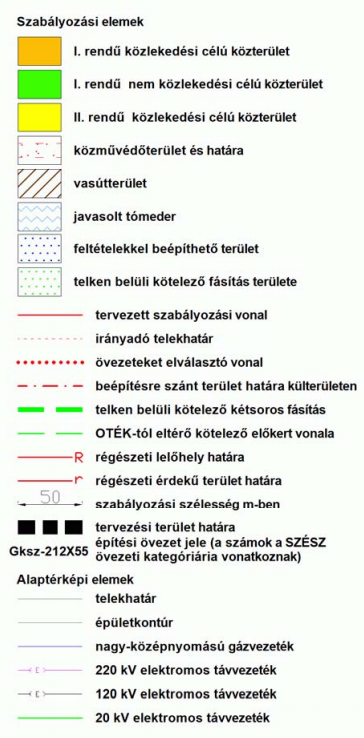 Szabályozási elemek
I. rendű közlekedési célú közterület
I. rendű nem közlekedési célú közterület
II. rendű közlekedési célú közterület
közművédőterület és határa
vasútterület
javasolt tómeder
feltételekkel beépíthető terület
telken belüli kötelező fásítás területe
tervezett szabályozási vonal
irányadó telekhatár
övezeteket elválasztó vonal
beépítésre szánt terület határa külterületen
telken belüli kötelező kétsoros fásítás
OTÉK-tól eltérő kötelező előkert vonala
R régészeti lelőhely határa
r régészeti érdekű terület határa
50 szabályozási szélesség m-ben
tervezési terület határa
Gksz-212X55 építési övezet jele (a számok a SZÉSZ
övezeti kategóriária vonatkoznak)
Alaptérképi elemek
telekhatár
épületkontúr
nagy-középnyomású gázvezeték
E 220 kV elektromos távvezeték
E 120 kV elektromos távvezeték
20 kV elektromos távvezeték